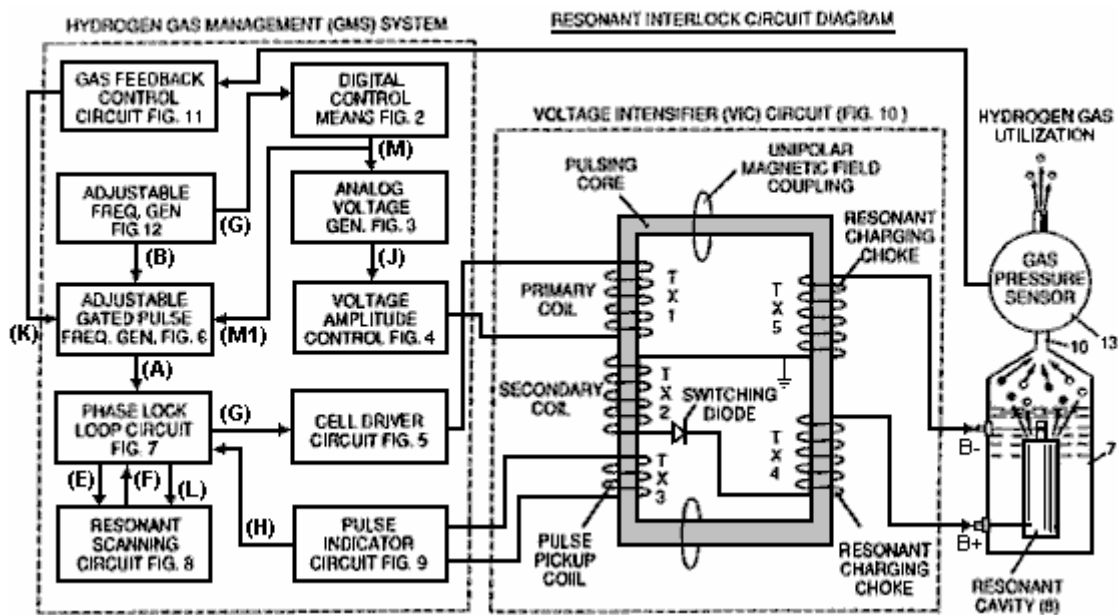 HYDROGEN GAS MANAGEMENT (GMS) SYSTEM
RESONANT INTERLOCK CIRCUIT DIAGRAM
GAS FEEDBACK
CONTROL
CIRCUIT FIG. 11
DIGITAL
CONTROL
MEANS FIG. 2
(M)
ADJUSTABLE
FREQ. GEN
FIG.12
(G)
(B)
ANALOG
VOLTAGE
GEN. FIG. 3
(J)
(K)
ADJUSTABLE
GATED PULSE
FREQ. GEN. FIG. 6
(M1)
VOLTAGE
AMPLITUDE
CONTROL FIG. 4
(A)
PHASE LOCK
LOOP CIRCUIT
FIG. 7
(G)
CELL DRIVER
CIRCUIT FIG. 5
(E)
(F)
(L)
RESONANT
SCANNING
CIRCUIT FIG. 8
(H)
PULSE
INDICATOR
CIRCUIT FIG. 9
VOLTAGE INTENSIFIER (VIC) CIRCUIT (FIG. 10)
PULSING
CORE
UNIPOLAR
MAGNETIC FIELD
COUPLING
RESONANT
CHARGING
CHOKE
PRIMARY
COIL
TX1
TX5
SECONDARY
COIL
TX2
SWITCHING
DIODE
TX4
TX3
PULSE
PICKUP
COIL
RESONANT
CHARGING
CHOKE
HYDROGEN GAS
UTILIZATION
GAS
PRESSURE
SENSOR
13
10
B-
7
B+
RESONANT
CAVITY (8)